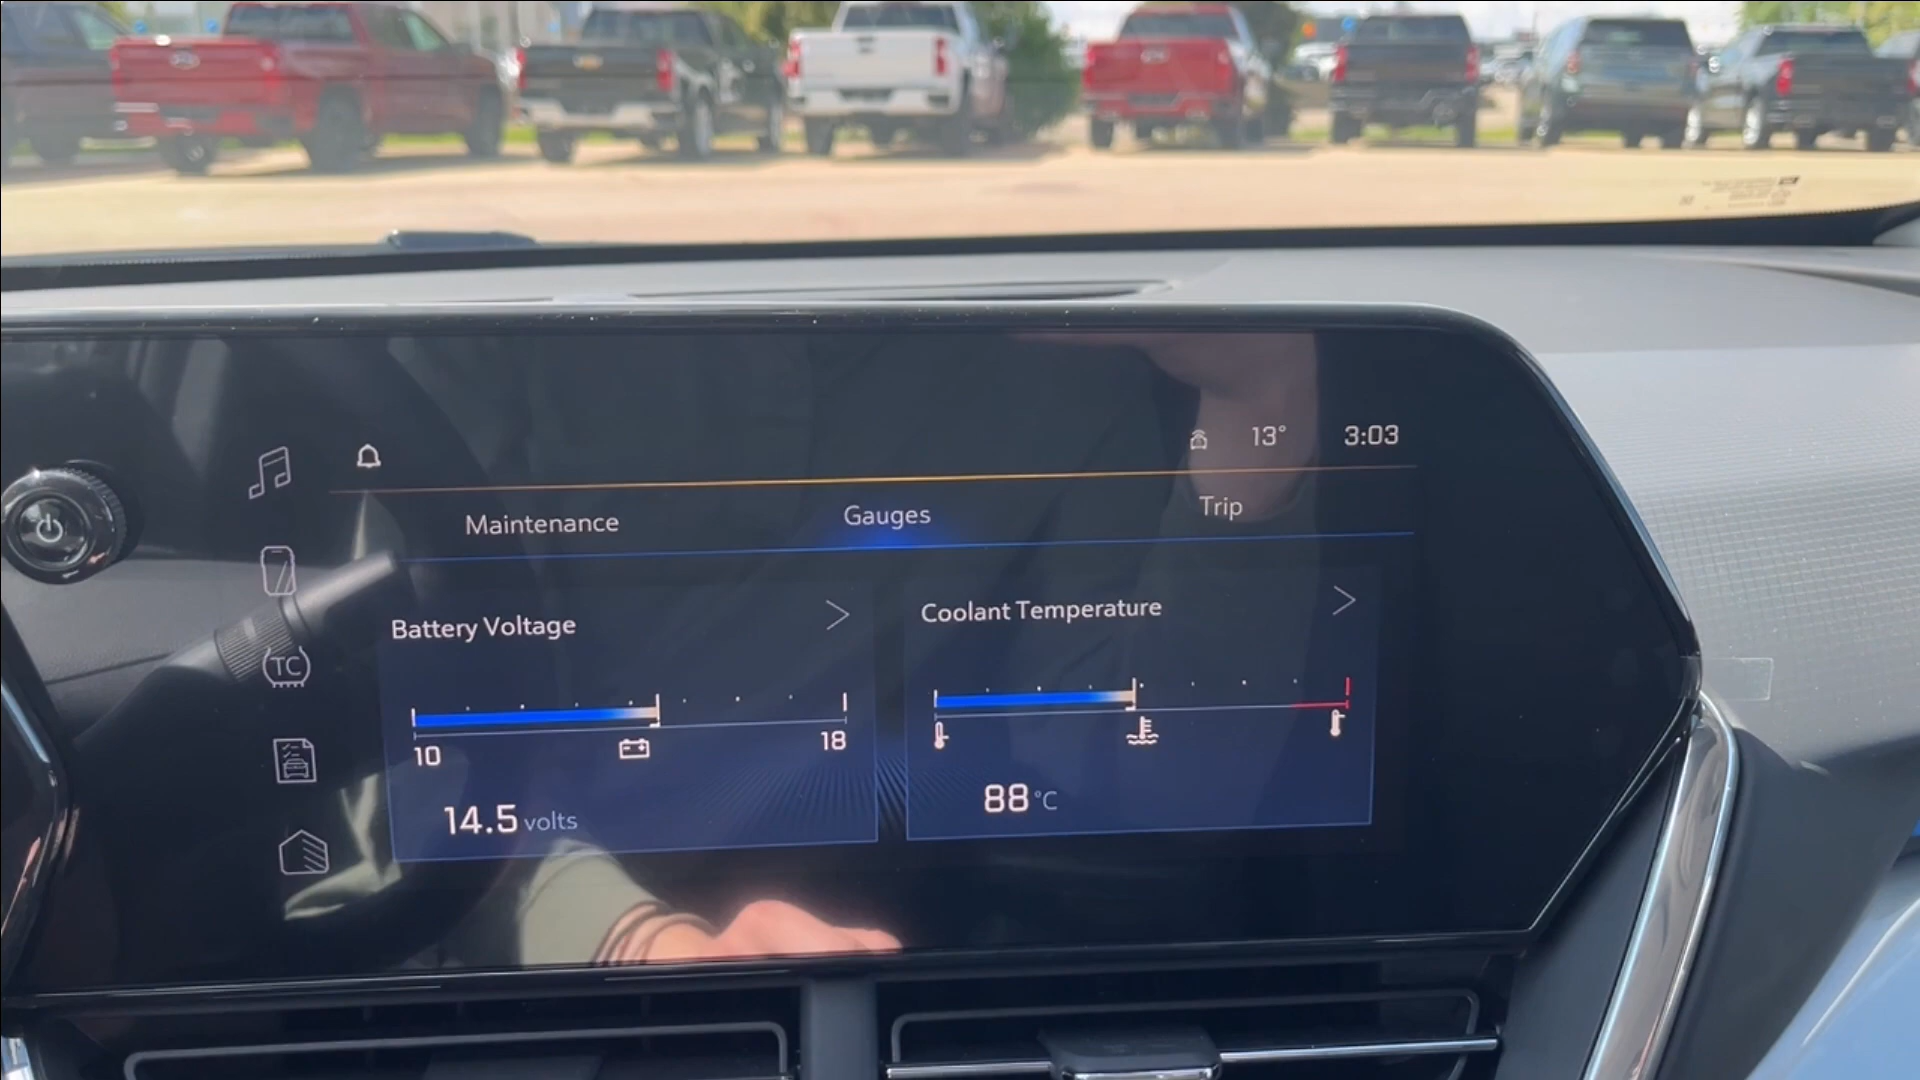 13° 3:03
Maintenance Gauges Trip
Battery Voltage
10 18
14.5 volts
Coolant Temperature
88 °C
TC